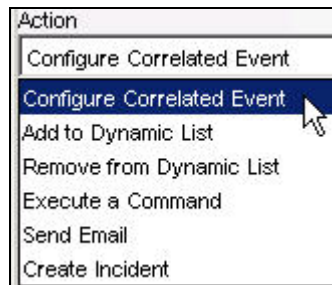 Action
Configure Correlated Event
Configure Correlated Event
Add to Dynamic List
Remove from Dynamic List
Execute a Command
Send Email
Create Incident